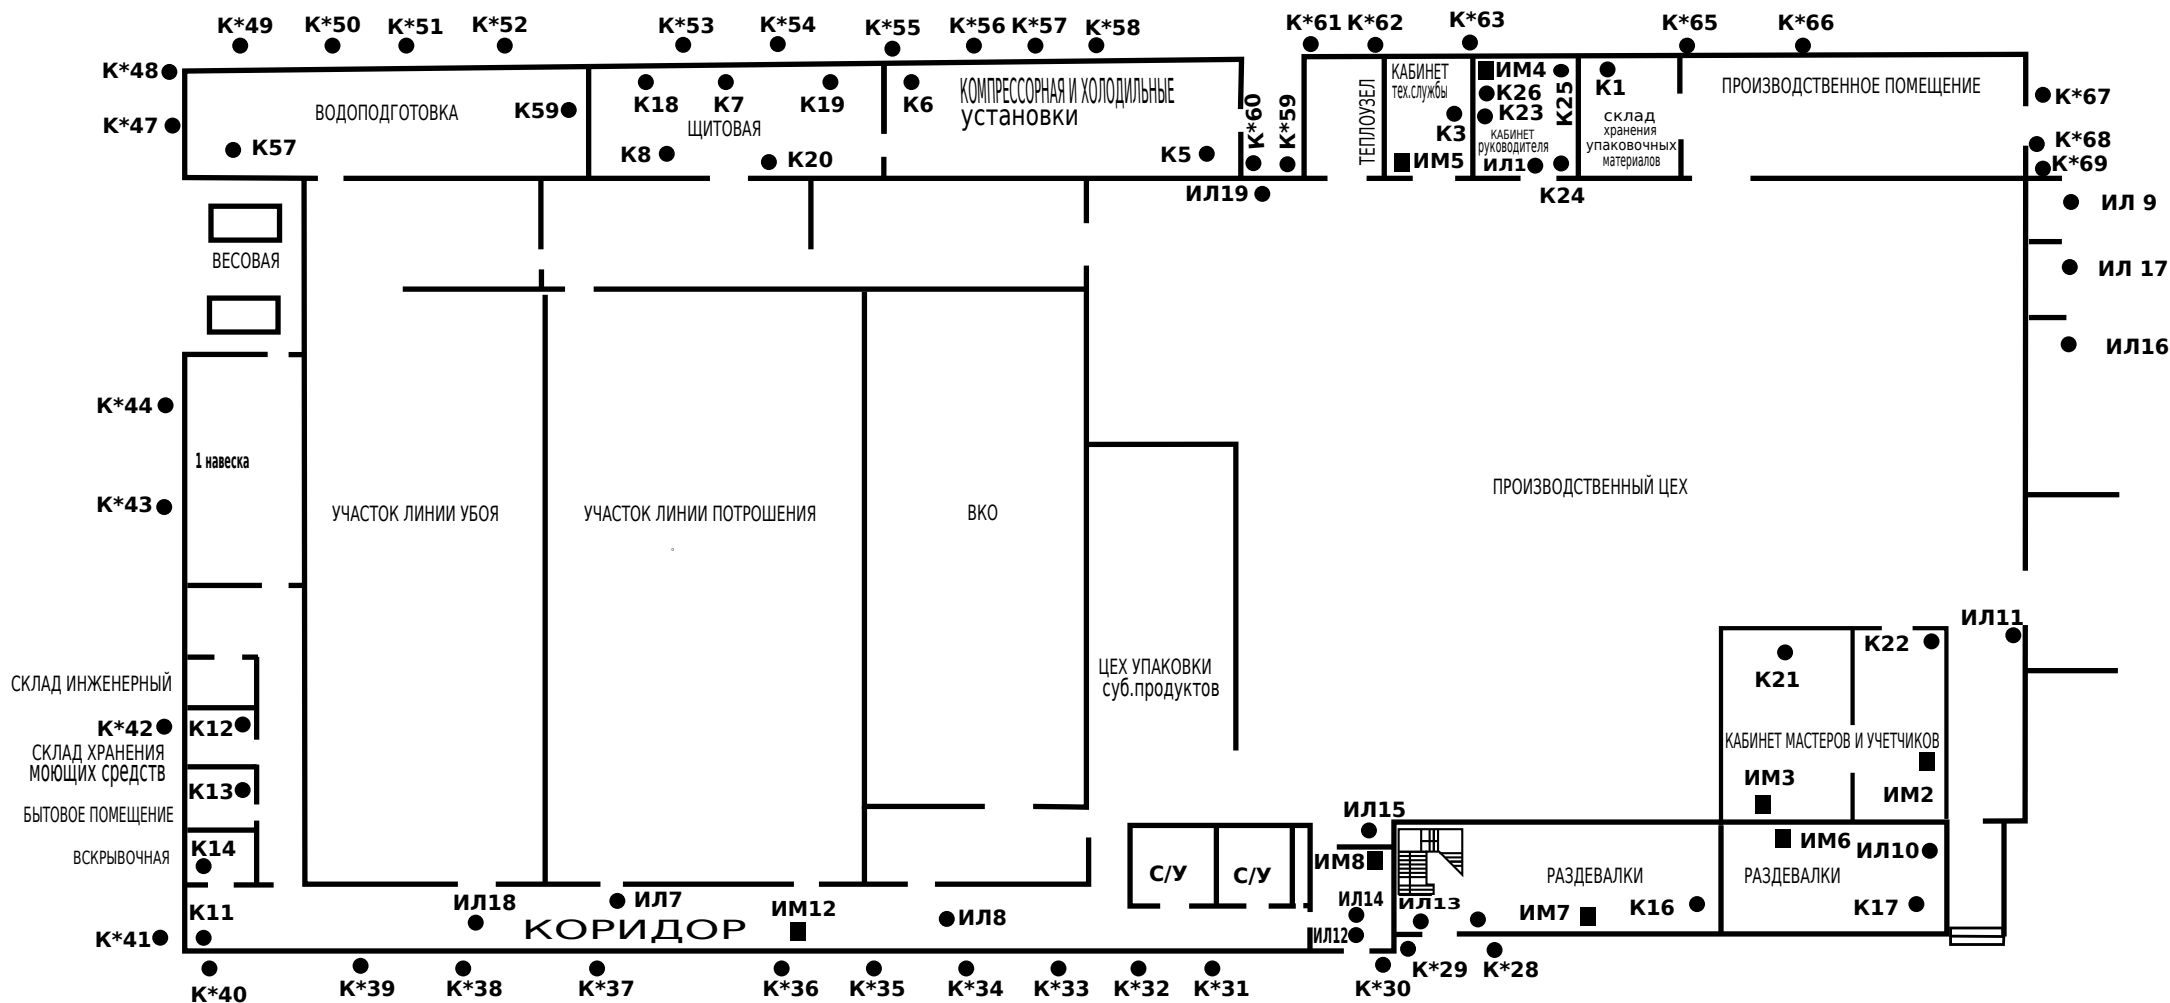 К*49
К*50
К*51
К*52
К*53
К*54
К*55
К*56
К*57
К*58
К*61
К*62
К*63
К*65
К*66
К*48
К*47
ВОДОПОДГОТОВКА
К57
К59
К18
К7
К19
ЩИТОВАЯ
К8
К20
К6
КОМПРЕССОРНАЯ И ХОЛОДИЛЬНЫЕ
установки
К5
К*60
К*59
ТЕПЛОУЗЕЛ
КАБИНЕТ
тех.службы
К3
ИМ5
ИМ4
К26
К23
КАБИНЕТ
руководителя
ИЛ1
К25
К24
К1
склад
хранения
упаковочных
материалов
ПРОИЗВОДСТВЕННОЕ ПОМЕЩЕНИЕ
К*67
К*68
К*69
ИЛ19
ИЛ 9
ИЛ 17
ИЛ16
ВЕСОВАЯ
К*44
1 навеска
К*43
УЧАСТОК ЛИНИИ УБОЯ
УЧАСТОК ЛИНИИ ПОТРОШЕНИЯ
ВКО
ПРОИЗВОДСТВЕННЫЙ ЦЕХ
ЦЕХ УПАКОВКИ
суб.продуктов
ИЛ11
К22
К21
КАБИНЕТ МАСТЕРОВ И УЧЕТЧИКОВ
ИМ3
ИМ2
СКЛАД ИНЖЕНЕРНЫЙ
К*42
К12
СКЛАД ХРАНЕНИЯ
моющих средств
К13
БЫТОВОЕ ПОМЕЩЕНИЕ
К14
ВСКРЫВОЧНАЯ
К11
К*41
ИЛ18
КОРИДОР
ИЛ7
ИМ12
ИЛ8
С/У
С/У
ИЛ15
ИМ8
ИЛ14
ИЛ12
ИЛ13
РАЗДЕВАЛКИ
ИМ7
К16
ИМ6
ИЛ10
РАЗДЕВАЛКИ
К17
К*40
К*39
К*38
К*37
К*36
К*35
К*34
К*33
К*32
К*31
К*30
К*29
К*28